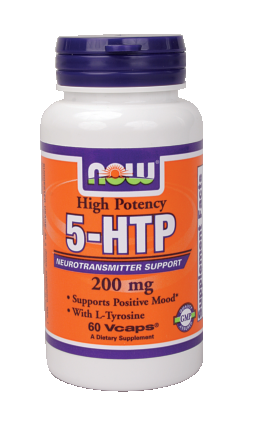 NOW
High Potency
5-HTP
NEUROTRANSMITTER SUPPORT
200 mg
• Supports Positive Mood*
• With L-Tyrosine
60 Vcaps®
A Dietary Supplement
GMP
Supplement Facts